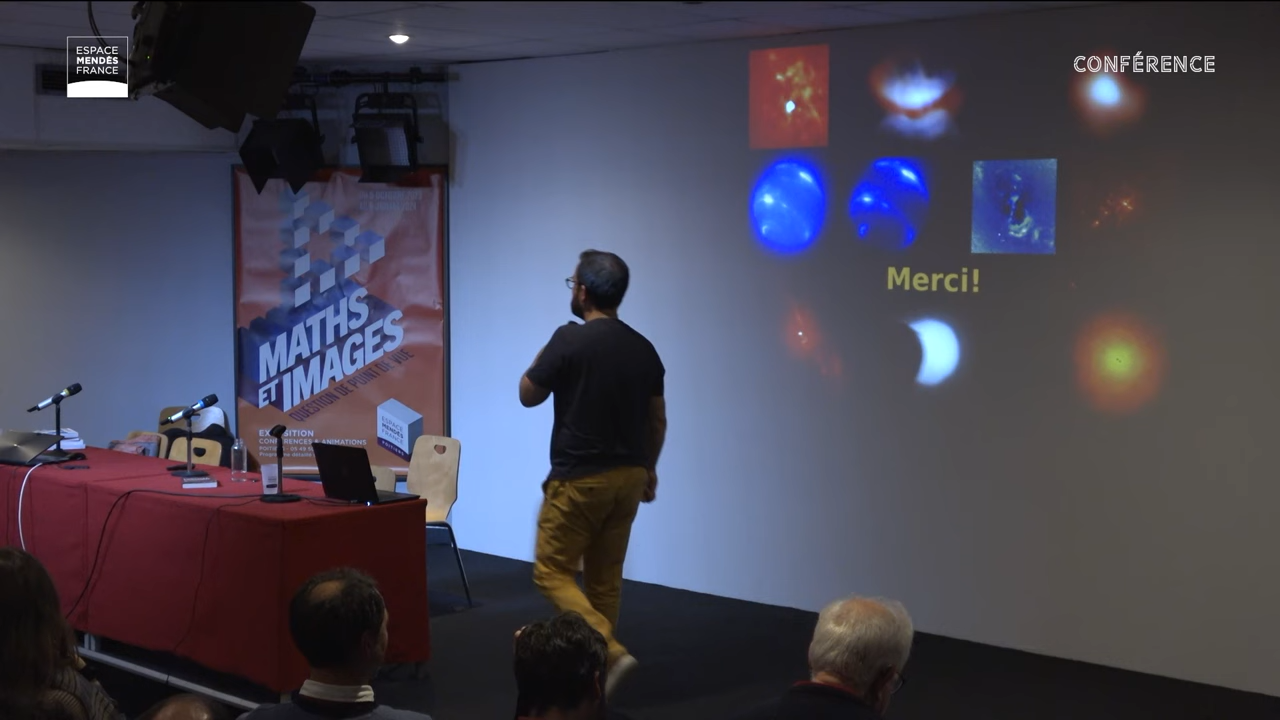 ESPACE
MENDÈS
FRANCE
CONFÉRENCE
Merci!
MATHS
ET IMAGES
QUESTION DE POINT DE VUE
EXPOSITION
CONFÉRENCES & ANIMATIONS
ESPACE
MENDÈS
FRANCE
POITIERS